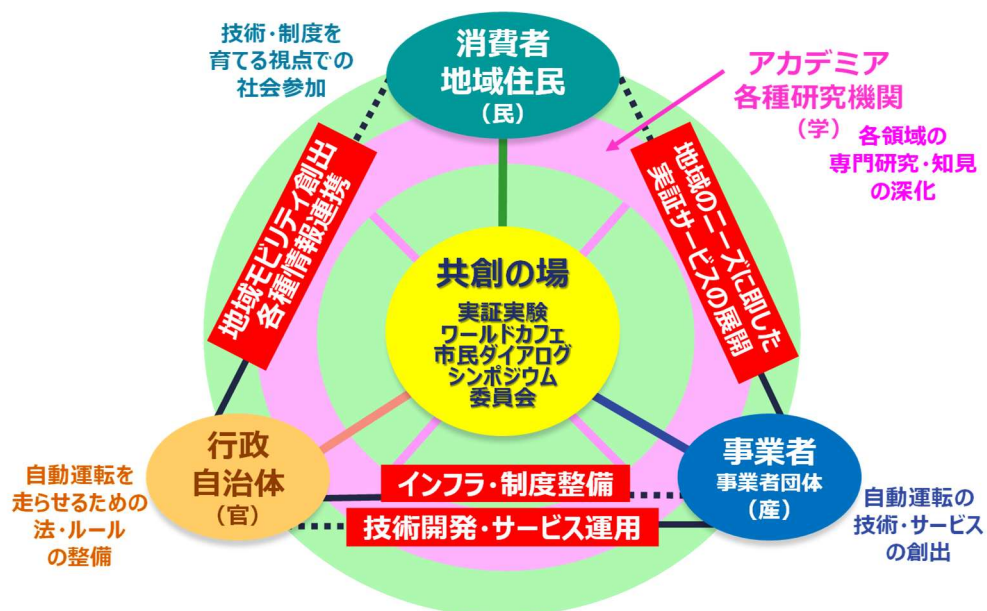 技術・制度を
育てる視点での
社会参加
消費者
地域住民
（民）
アカデミア
各種研究機関
（学）
各領域の
専門研究・知見
の深化
地域モビリティ創出
各種情報連携
地域のニーズに即した
実証サービスの展開
共創の場
実証実験
ワールドカフェ
市民ダイアログ
シンポジウム
委員会
行政
自治体
（官）
自動運転を
走らせるための
法・ルール
の整備
インフラ・制度整備
技術開発・サービス運用
事業者
事業者団体
（産）
自動運転の
技術・サービス
の創出